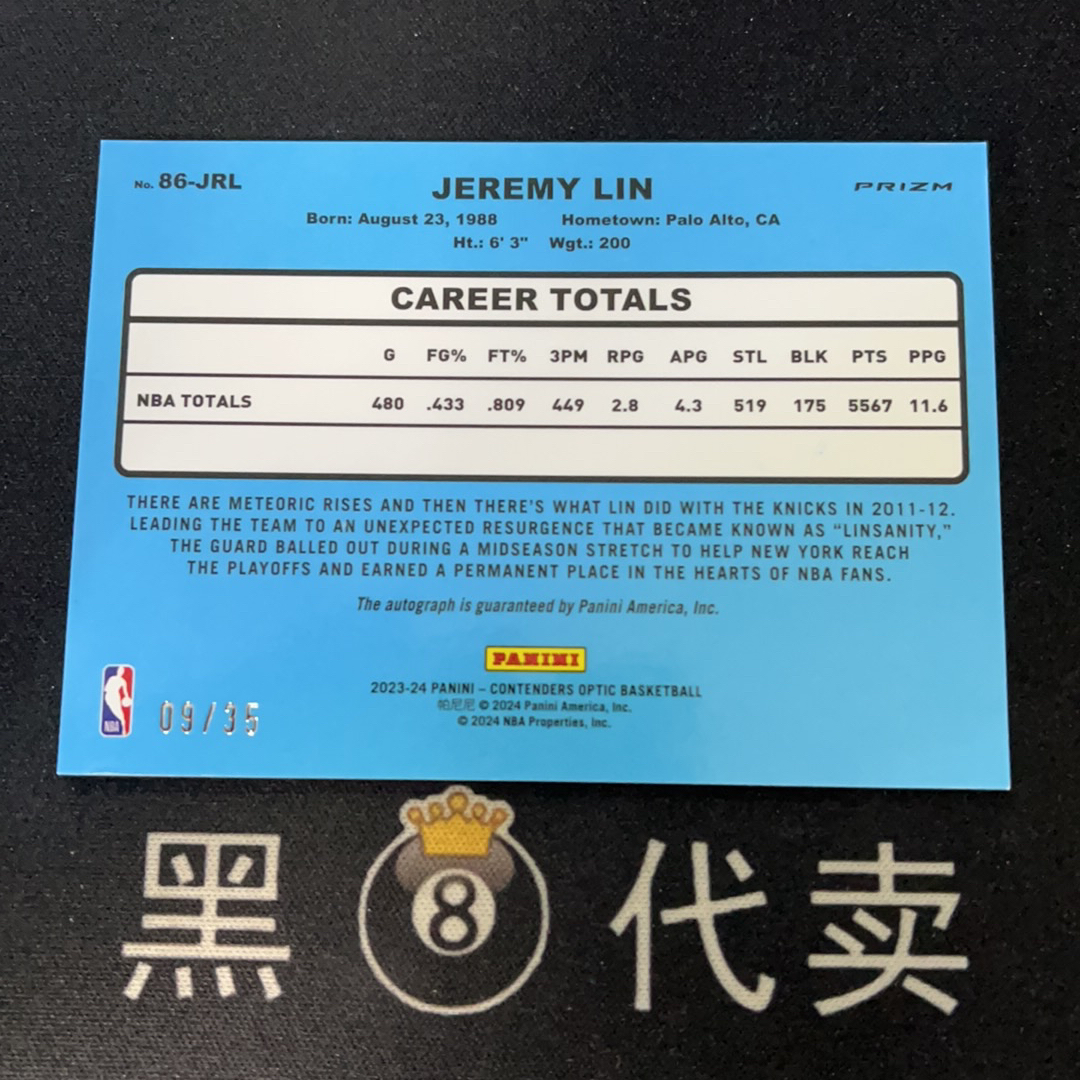 No. 86-JRL
JEREMY LIN
PRIZM
Born: August 23, 1988 Hometown: Palo Alto, CA
Ht.: 6' 3" Wgt.: 200
CAREER TOTALS
G FG% FT% 3PM RPG APG STL BLK PTS PPG
NBA TOTALS 480 .433 .809 449 2.8 4.3 519 175 5567 11.6
THERE ARE METEORIC RISES AND THEN THERE'S WHAT LIN DID WITH THE KNICKS IN 2011-12.
LEADING THE TEAM TO AN UNEXPECTED RESURGENCE THAT BECAME KNOWN AS “LINSANITY,”
THE GUARD BALLED OUT DURING A MIDSEASON STRETCH TO HELP NEW YORK REACH
THE PLAYOFFS AND EARNED A PERMANENT PLACE IN THE HEARTS OF NBA FANS.
The autograph is guaranteed by Panini America, Inc.
PANINI
2023-24 PANINI – CONTENDERS OPTIC BASKETBALL
帕尼尼 © 2024 Panini America, Inc.
© 2024 NBA Properties, Inc.
NBA
09/35
黑 8 代卖